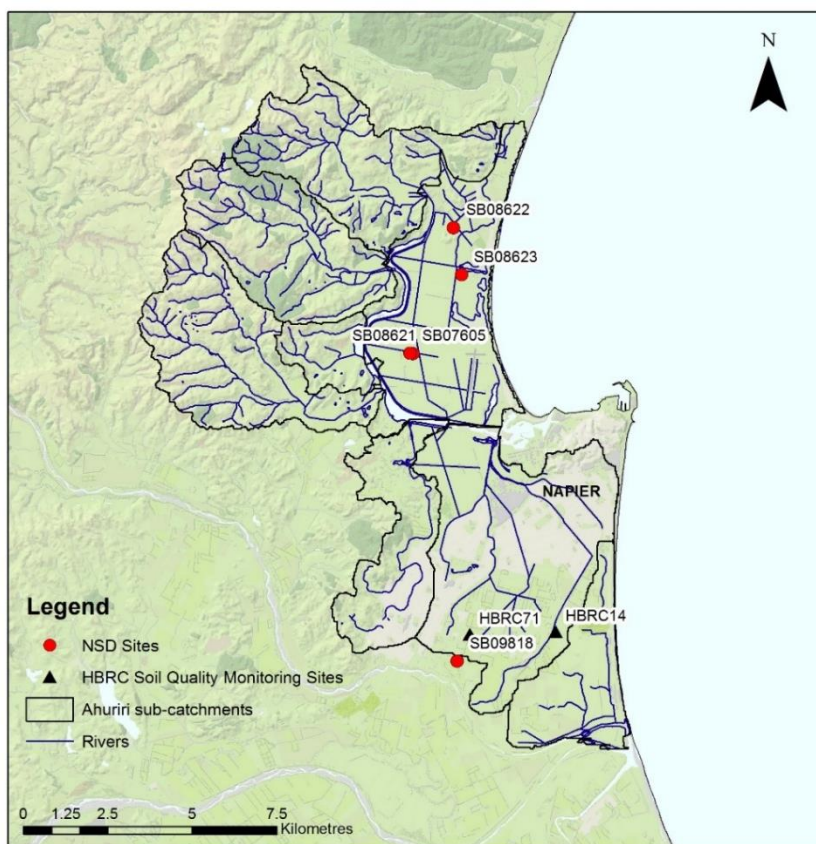 N
SB08622
SB08623
SB08621 SB07605
NAPIER
HBRC71
HBRC14
SB09818
Legend
NSD Sites
HBRC Soil Quality Monitoring Sites
Ahuriri sub-catchments
Rivers
0 1.25 2.5 5 7.5
Kilometres